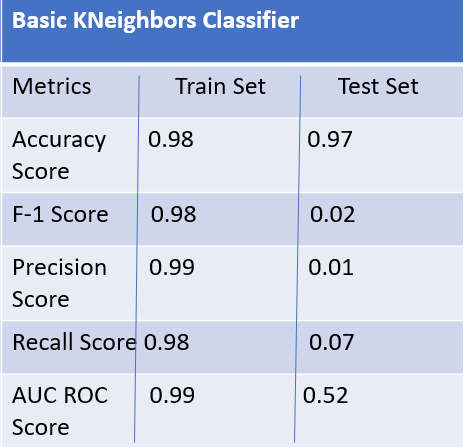 Basic KNeighbors Classifier
Metrics Train Set Test Set
Accuracy Score 0.98 0.97
F-1 Score 0.98 0.02
Precision Score 0.99 0.01
Recall Score 0.98 0.07
AUC ROC Score 0.99 0.52